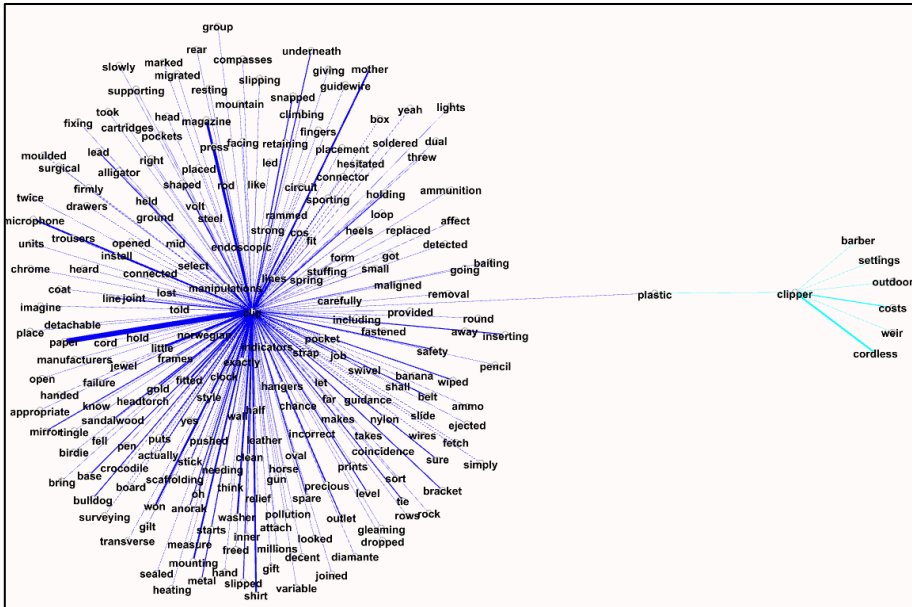 group
rear compasses underneath
slowly marked giving mother
migrated slipping
supporting resting snapped guidewire
took head mountain climbing box yeah lights
cartridges magazine
fixing pockets press facing retaining fingers soldered dual
moulded lead right placement hesitated threw
surgical alligator placed led connector
firmly shaped rod like circuit sporting holding ammunition
twice drawers held volt
microphone ground steel rammed loop replaced affect
units trousers opened mid strong cos heels
install endoscopic fit detected
chrome heard connected select form got
coat lost manipulations lines spring stuffing small going baiting
imagine line joint told carefully maligned removal
place detachable including provided round
paper cord hold norwegian fastened away inserting
manufacturers little indicators pocket safety
open jewel frames exactly strap job pencil
handed failure gold fitted clock swivel banana wiped
appropriate know headtorch style hangers let shall belt ammo
mirror tingle sandalwood yes wall half chance far guidance slide ejected
birdie fell pen puts pushed leather incorrect makes nylon wires fetch
actually clean oval takes
bring base crocodile stick needing horse coincidence sure simply
bulldog board scaffolding oh think gun prints sort bracket
surveying won anorak relief spare precious level tie
gilt starts washer pollution outlet rows rock
transverse measure inner attach looked gleaming
mounting freed millions decent dropped
sealed hand gift diamante
heating metal slipped variable joined
shirt
plastic clipper
barber
settings
outdoor
costs
weir
cordless